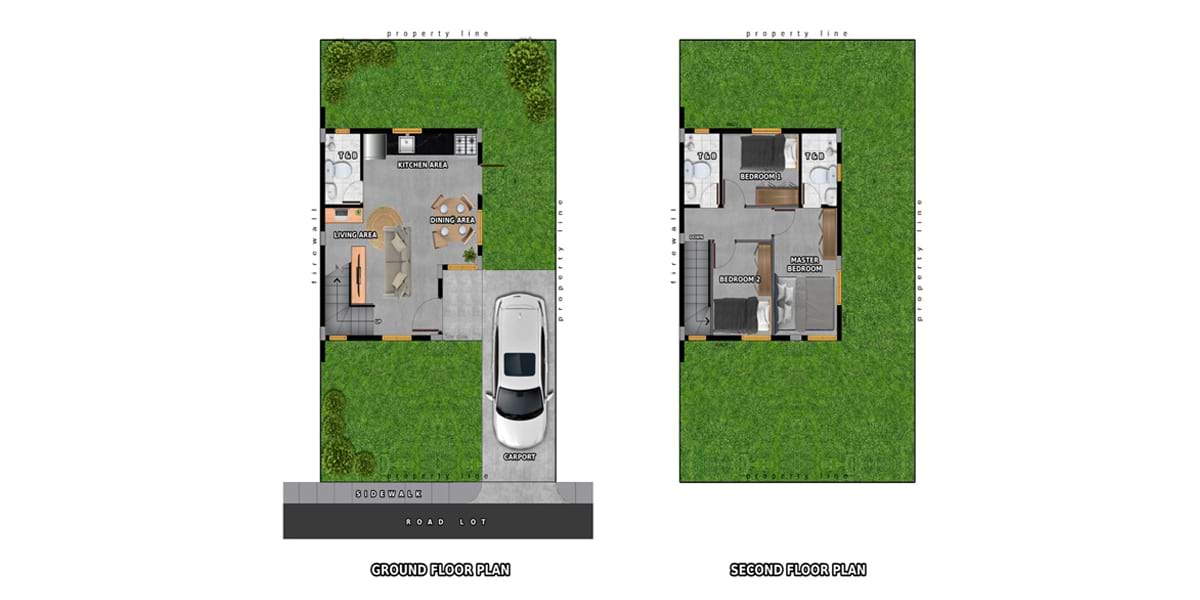 property line
T&B
KITCHEN AREA
DINING AREA
LIVING AREA
UP
firewall
property line
CARPORT
property line
SIDEWALK
ROAD LOT
GROUND FLOOR PLAN
property line
T&B
T&B
BEDROOM 1
DOWN
MASTER
BEDROOM
BEDROOM 2
firewall
property line
property line
SECOND FLOOR PLAN